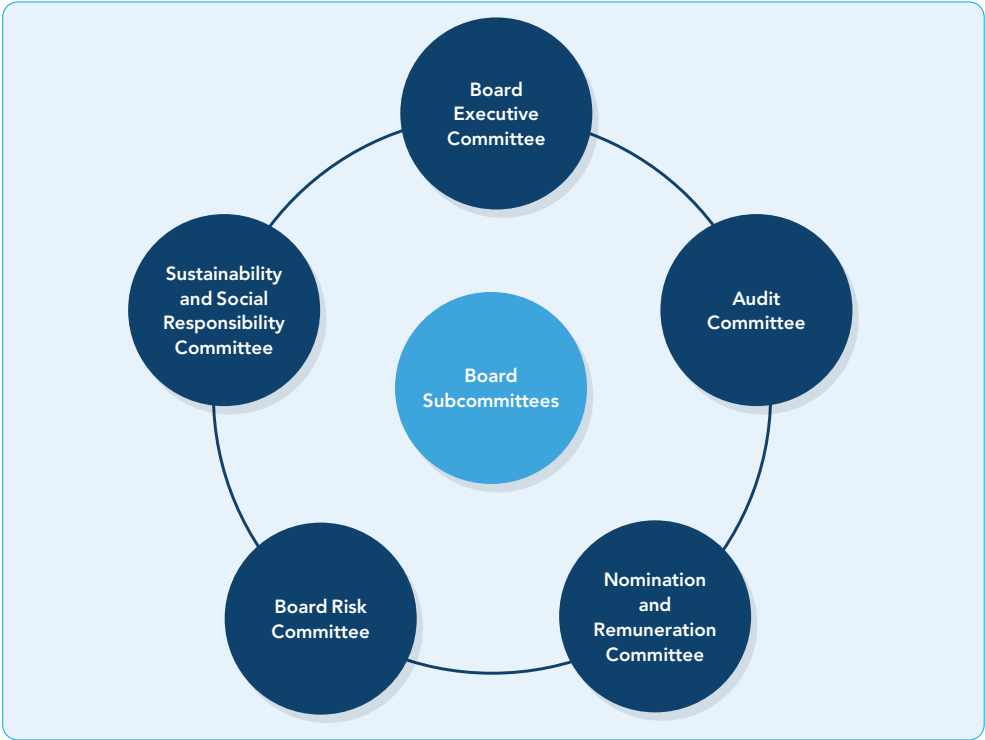 Board
Executive
Committee
Sustainability
and Social
Responsibility
Committee
Audit
Committee
Board
Subcommittees
Board Risk
Committee
Nomination
and
Remuneration
Committee